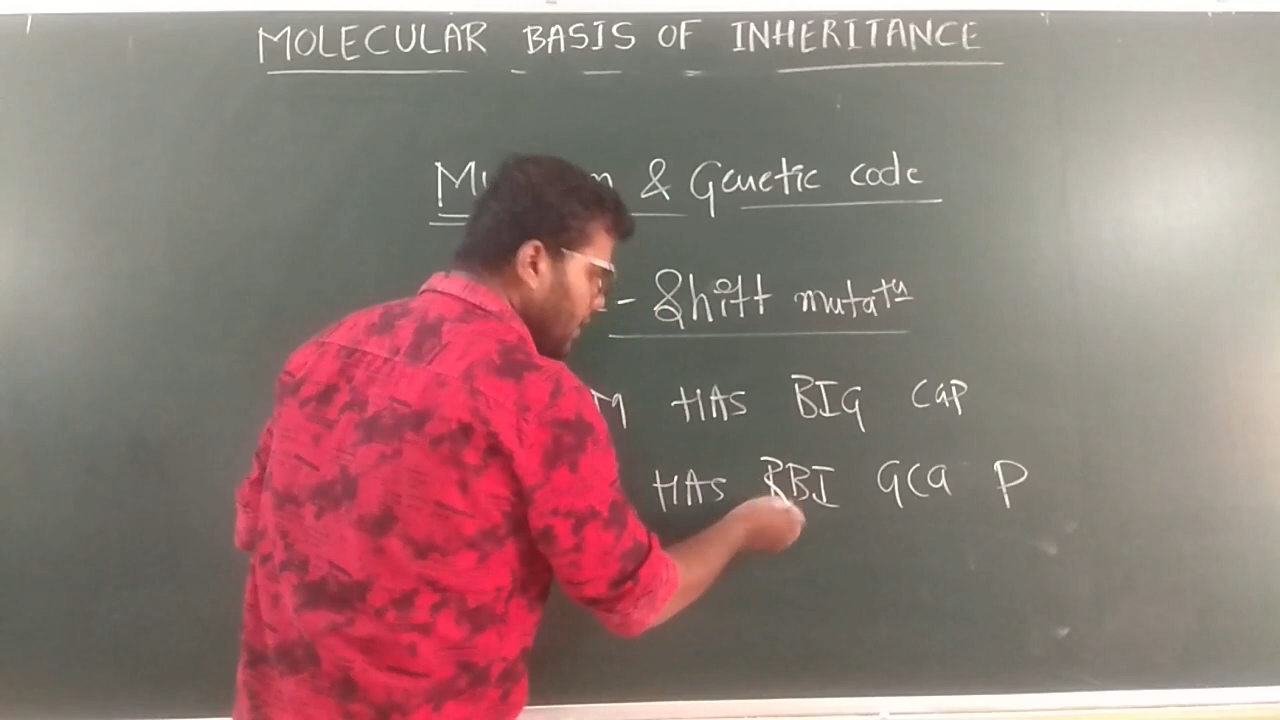 MOLECULAR BASIS OF INHERITANCE
& Genetic code
- Shift mutatn
HAS BIG CAP
HAS RBI GCA P